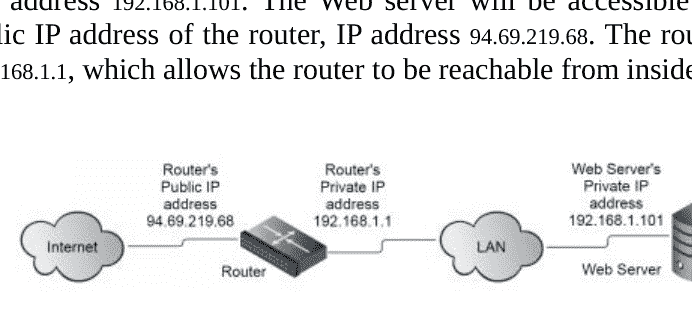 address 192.168.1.101. The Web server will be accessible
lic IP address of the router, IP address 94.69.219.68. The rou
168.1.1, which allows the router to be reachable from inside
Router's
Public IP
address
94.69.219.68
Router's
Private IP
address
192.168.1.1
Web Server's
Private IP
address
192.168.1.101
Internet
Router
LAN
Web Server